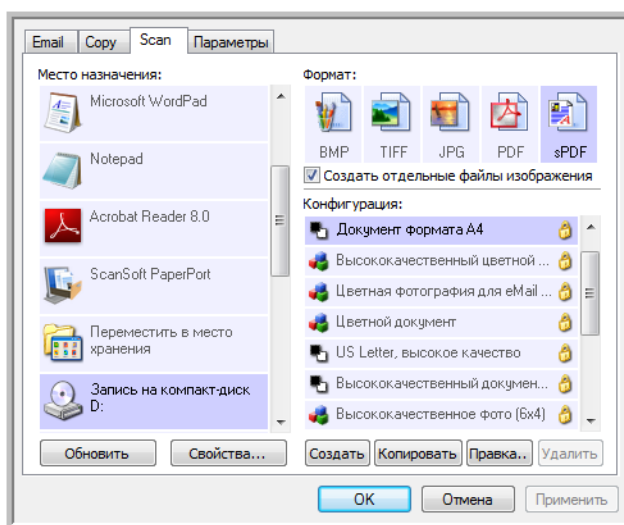 Email Copy Scan Параметры
Место назначения:
Microsoft WordPad
Notepad
Acrobat Reader 8.0
ScanSoft PaperPort
Переместить в место
хранения
Запись на компакт-диск
D:
Обновить Свойства...
Формат:
BMP TIFF JPG PDF sPDF
Создать отдельные файлы изображения
Конфигурация:
Документ формата А4
Высококачественный цветной ...
Цветная фотография для eMail ...
Цветной документ
US Letter, высокое качество
Высококачественный докумен...
Высококачественное фото (6x4)
Создать Копировать Правка.. Удалить
OK Отмена Применить